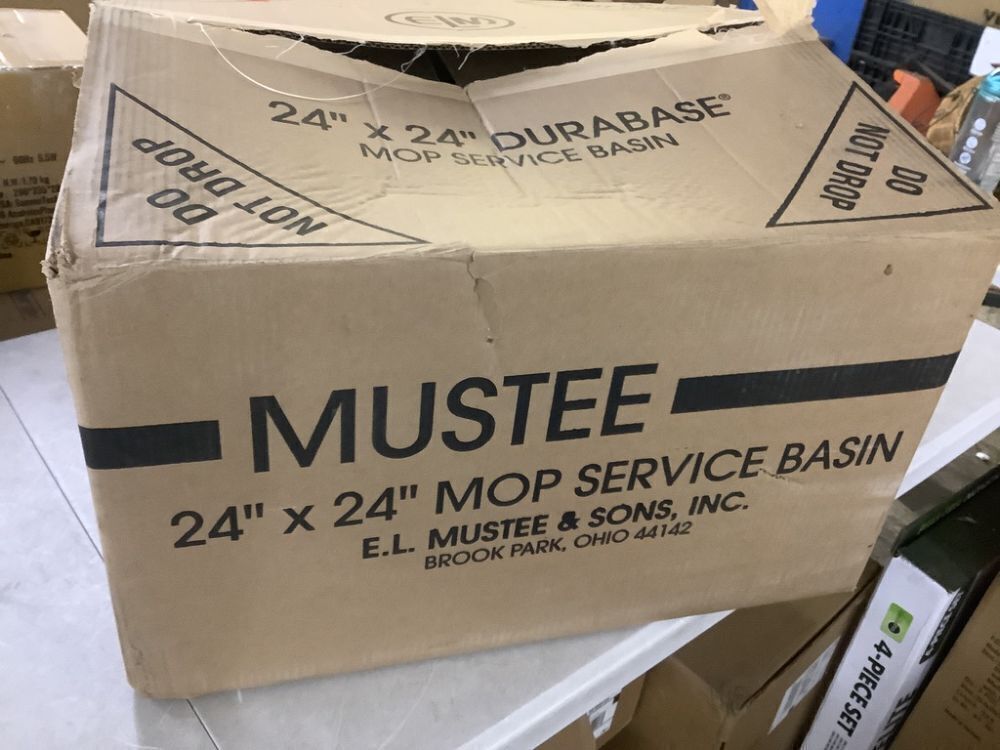 ELM
24" x 24" DURABASE®
MOP SERVICE BASIN
DO
NOT DROP
DO
NOT DROP
MUSTEE
24" x 24" MOP SERVICE BASIN
E.L. MUSTEE & SONS, INC.
BROOK PARK, OHIO 44142
4-PIECE SET